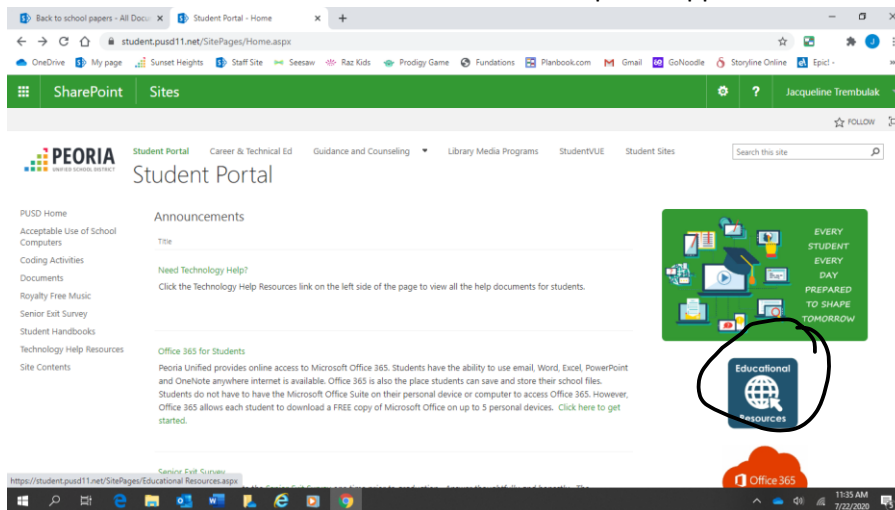 Back to school papers - All Docu
Student Portal - Home
student.pusd11.net/SitePages/Home.aspx
OneDrive My page Sunset Heights Staff Site Seesaw Raz Kids Prodigy Game Fundations Planbook.com Gmail GoNoodle Storyline Online Epic! -
SharePoint Sites ? Jacqueline Trembulak
FOLLOW
PEORIA
UNIFIED SCHOOL DISTRICT
Student Portal Career & Technical Ed Guidance and Counseling Library Media Programs StudentVUE Student Sites
Search this site
Student Portal
PUSD Home
Acceptable Use of School
Computers
Coding Activities
Documents
Royalty Free Music
Senior Exit Survey
Student Handbooks
Technology Help Resources
Site Contents
Announcements
Title
Need Technology Help?
Click the Technology Help Resources link on the left side of the page to view all the help documents for students.
Office 365 for Students
Peoria Unified provides online access to Microsoft Office 365. Students have the ability to use email, Word, Excel, PowerPoint
and OneNote anywhere internet is available. Office 365 is also the place students can save and store their school files.
Students do not have to have the Microsoft Office Suite on their personal device or computer to access Office 365. However,
Office 365 allows each student to download a FREE copy of Microsoft Office on up to 5 personal devices. Click here to get
started.
Senior Exit Survey
EVERY
STUDENT
EVERY
DAY
PREPARED
TO SHAPE
TOMORROW
Educational
Resources
Office 365
https://student.pusd11.net/SitePages/Educational Resources.aspx
11:35 AM
7/22/2020